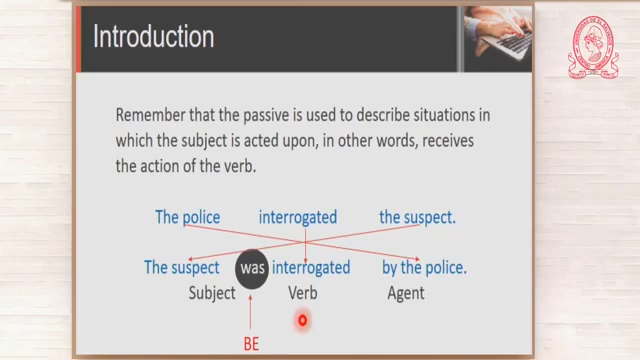 Introduction
Remember that the passive is used to describe situations in
which the subject is acted upon, in other words, receives
the action of the verb.
The police interrogated the suspect.
The suspect was interrogated by the police.
Subject Verb Agent
BE